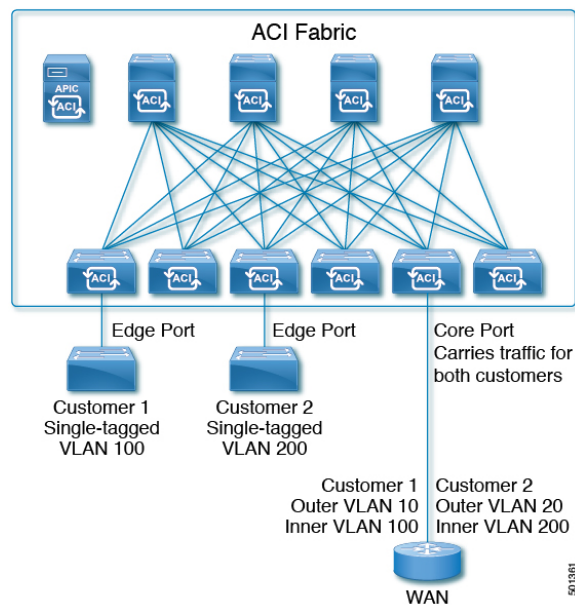 ACI Fabric
APIC
ACI
ACI
ACI
ACI
ACI
ACI
ACI
ACI
ACI
ACI
ACI
Edge Port
Edge Port
Core Port
Carries traffic for
both customers
Customer 1
Single-tagged
VLAN 100
Customer 2
Single-tagged
VLAN 200
Customer 1
Outer VLAN 10
Inner VLAN 100
Customer 2
Outer VLAN 20
Inner VLAN 200
WAN
501361